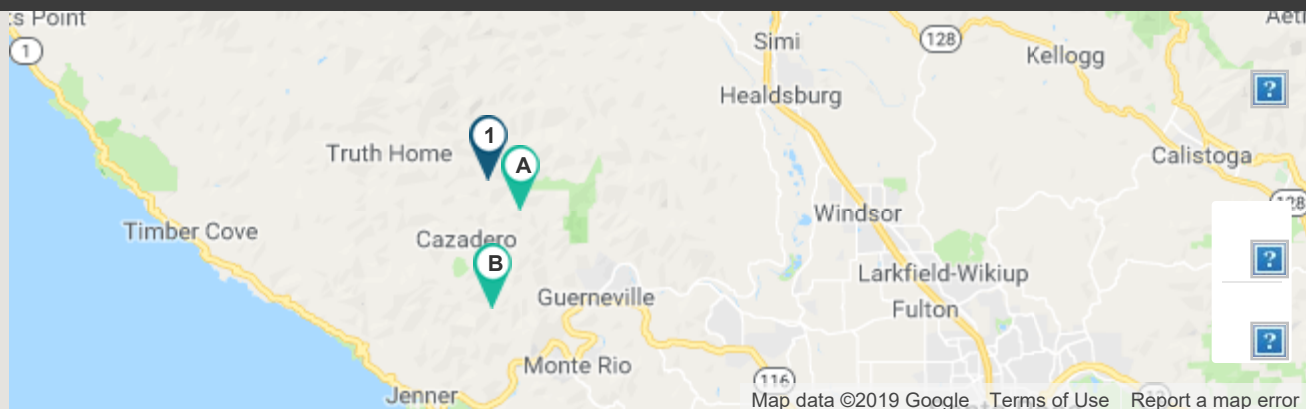 s Point
Aet
1
Simi
128
Kellogg
Healdsburg
1
Truth Home
A
Calistoga
128
Windsor
Timber Cove
Cazadero
B
Larkfield-Wikiup
Guerneville
Fulton
Monte Rio
116
Jenner
?
?
?
Map data ©2019 Google Terms of Use Report a map error